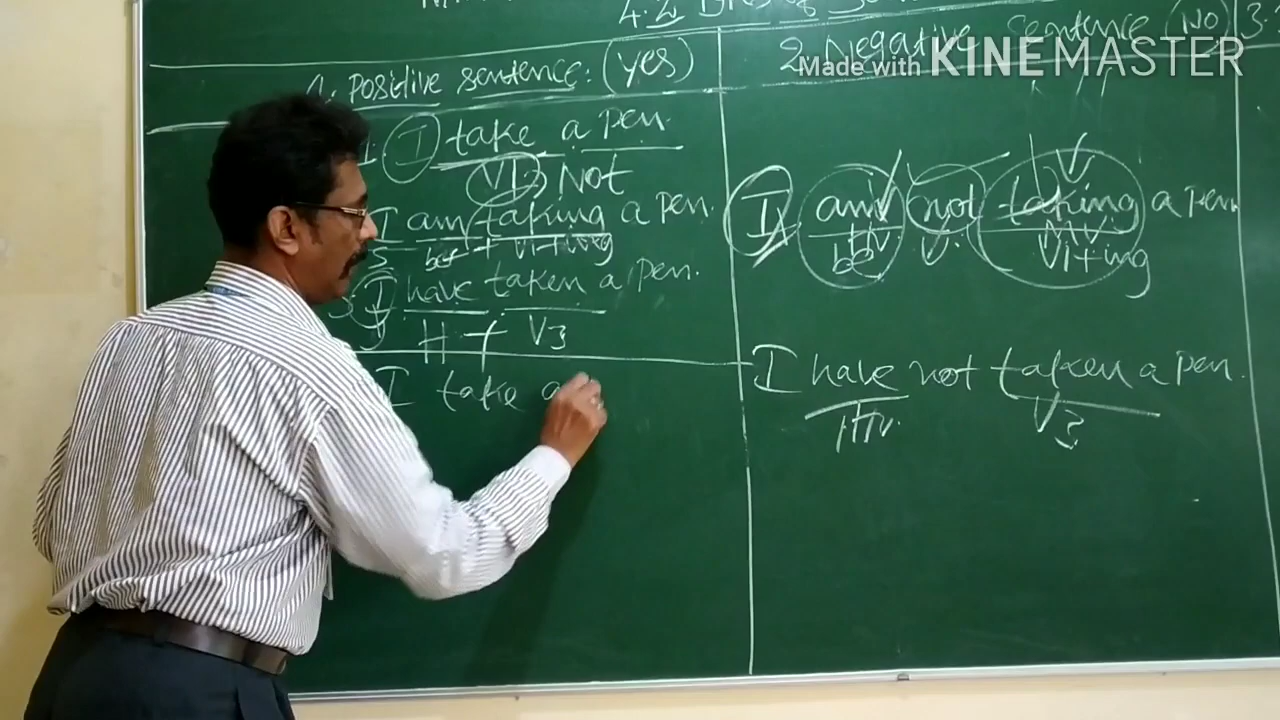 4.2
1. Positive sentence: (yes)
1. I take a pen.
V1 Not
I am taking a pen.
S be + V1+ing
3. I have taken a pen.
H + V3
I take a
2. Negative sentence (NO)
I am not taking a pen.
HV V. MV
be V1+ing
I have not taken a pen.
HV. V3
3.
Made with KINEMASTER